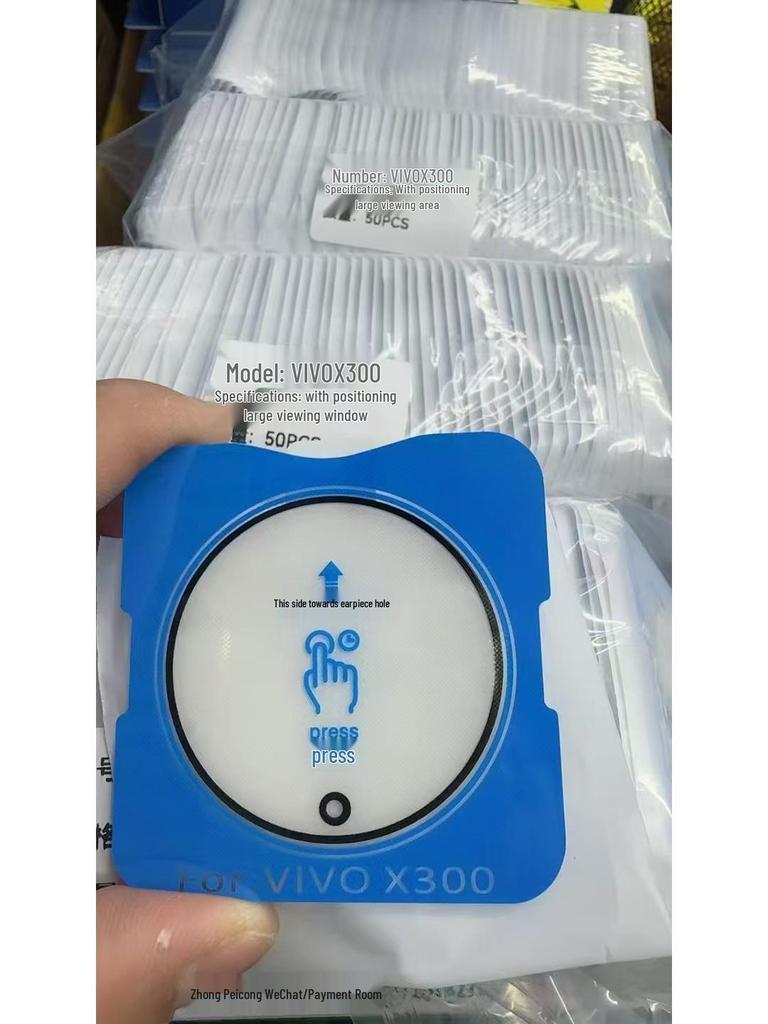 Number: VIVOX300
Specifications: With positioning
large viewing area
50PCS
Model: VIVOX300
Specifications: with positioning
large viewing window
50PCS
This side towards earpiece hole
press
press
For VIVO X300
号
Zhong Peicong WeChat/Payment Room